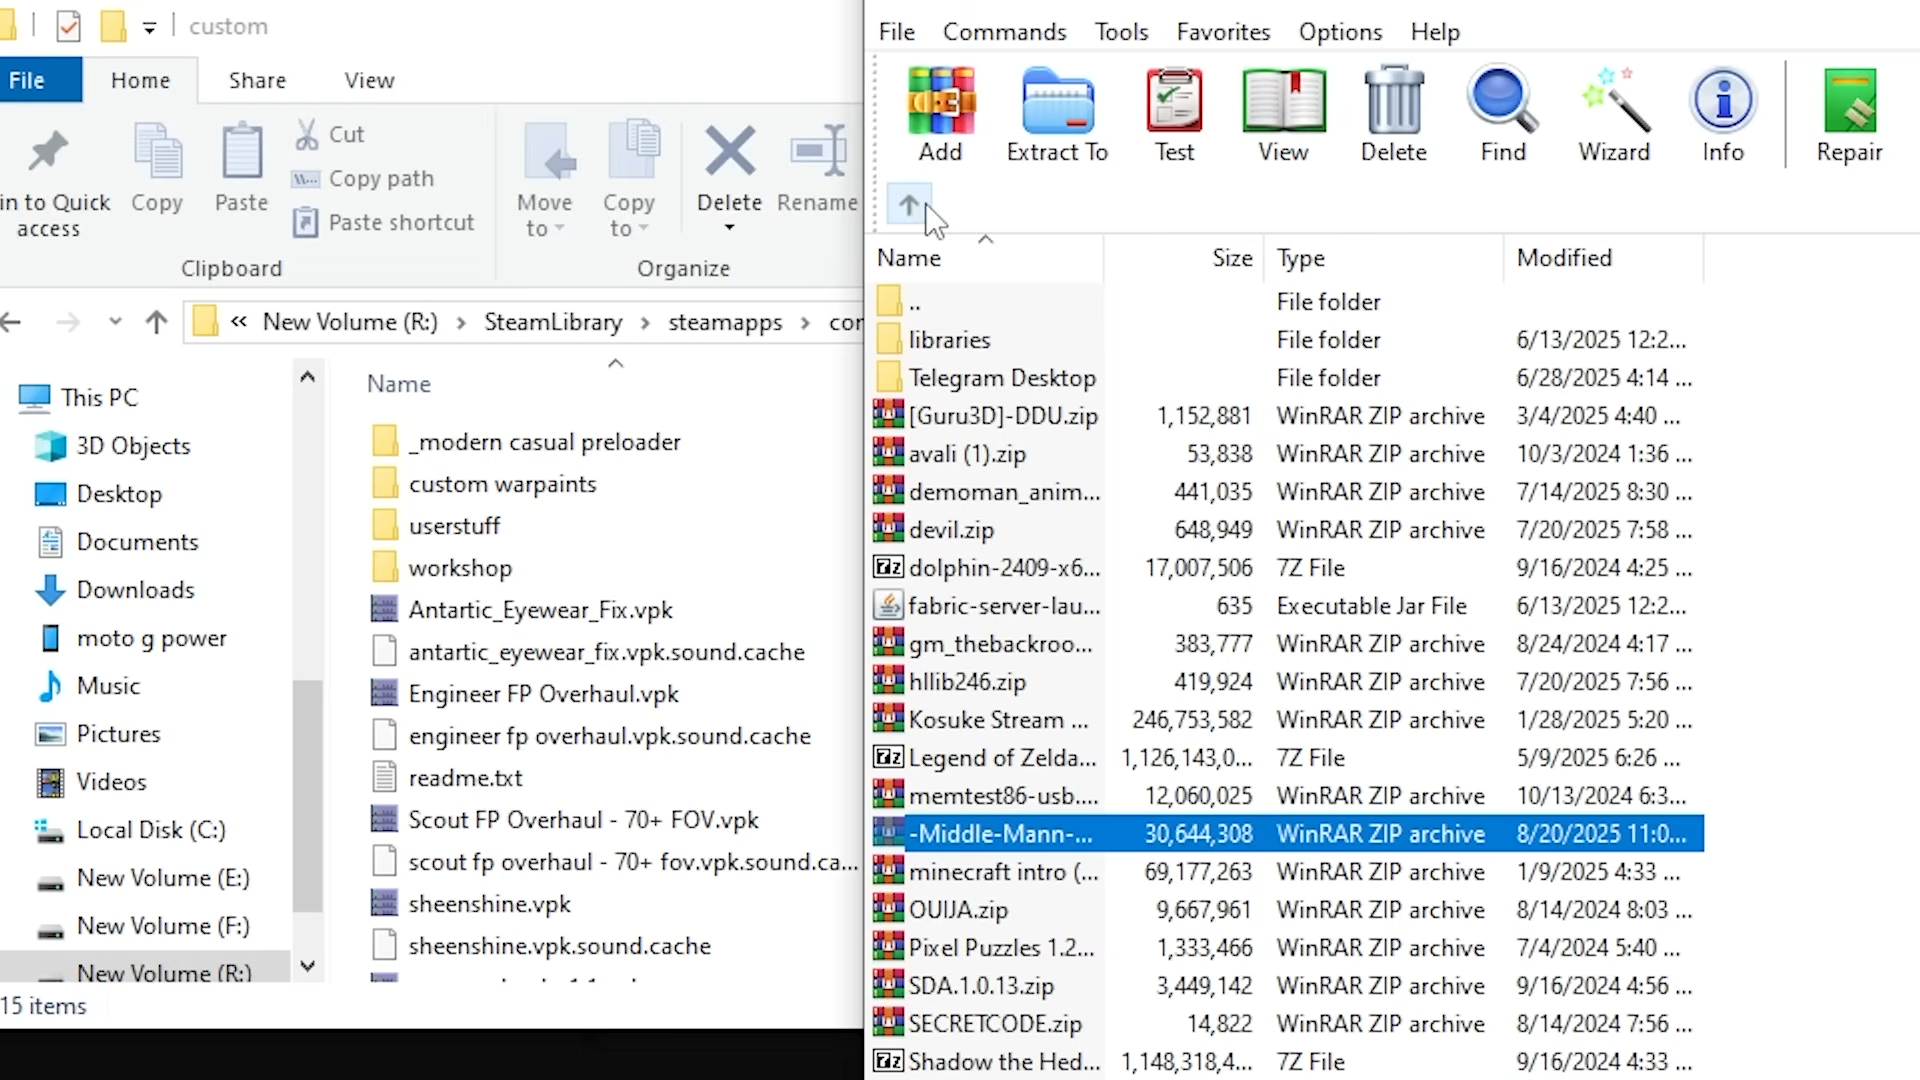 custom
File Home Share View
in to Quick access
Copy
Paste
Cut
Copy path
Paste shortcut
Clipboard
Move to
Copy to
Delete
Rename
Organize
« New Volume (R:) > SteamLibrary > steamapps >
This PC
3D Objects
Desktop
Documents
Downloads
moto g power
Music
Pictures
Videos
Local Disk (C:)
New Volume (E:)
New Volume (F:)
New Volume (R:)
15 items
Name
_modern casual preloader
custom warpaints
userstuff
workshop
Antartic_Eyewear_Fix.vpk
antartic_eyewear_fix.vpk.sound.cache
Engineer FP Overhaul.vpk
engineer fp overhaul.vpk.sound.cache
readme.txt
Scout FP Overhaul - 70+ FOV.vpk
scout fp overhaul - 70+ fov.vpk.sound.ca...
sheenshine.vpk
sheenshine.vpk.sound.cache
File Commands Tools Favorites Options Help
Add Extract To Test View Delete Find Wizard Info Repair
Name Size Type Modified
.. File folder
libraries File folder 6/13/2025 12:2...
Telegram Desktop File folder 6/28/2025 4:14 ...
[Guru3D]-DDU.zip 1,152,881 WinRAR ZIP archive 3/4/2025 4:40 ...
avali (1).zip 53,838 WinRAR ZIP archive 10/3/2024 1:36 ...
demoman_anim... 441,035 WinRAR ZIP archive 7/14/2025 8:30 ...
devil.zip 648,949 WinRAR ZIP archive 7/20/2025 7:58 ...
dolphin-2409-x6... 17,007,506 7Z File 9/16/2024 4:25 ...
fabric-server-lau... 635 Executable Jar File 6/13/2025 12:2...
gm_thebackroo... 383,777 WinRAR ZIP archive 8/24/2024 4:17 ...
hllib246.zip 419,924 WinRAR ZIP archive 7/20/2025 7:56 ...
Kosuke Stream ... 246,753,582 WinRAR ZIP archive 1/28/2025 5:20 ...
Legend of Zelda... 1,126,143,0... 7Z File 5/9/2025 6:26 ...
memtest86-usb.... 12,060,025 WinRAR ZIP archive 10/13/2024 6:3...
-Middle-Mann-... 30,644,308 WinRAR ZIP archive 8/20/2025 11:0...
minecraft intro (... 69,177,263 WinRAR ZIP archive 1/9/2025 4:33 ...
OUIJA.zip 9,667,961 WinRAR ZIP archive 8/14/2024 8:03 ...
Pixel Puzzles 1.2... 1,333,466 WinRAR ZIP archive 7/4/2024 5:40 ...
SDA.1.0.13.zip 3,449,142 WinRAR ZIP archive 9/16/2024 4:56 ...
SECRETCODE.zip 14,822 WinRAR ZIP archive 8/14/2024 7:56 ...
Shadow the Hed... 1,148,318,4... 7Z File 9/16/2024 4:33 ...